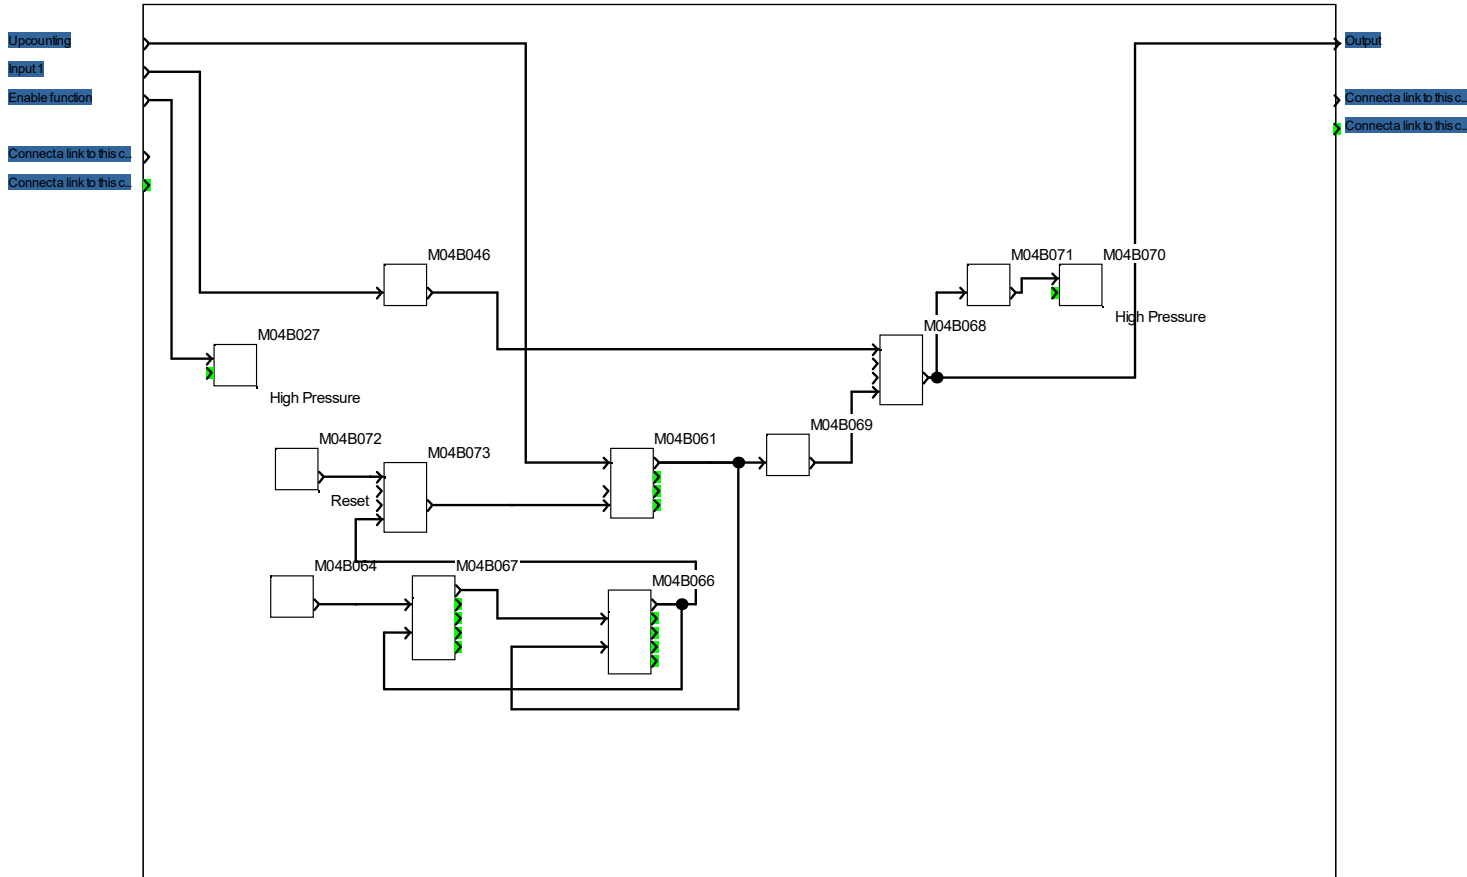 Upcounting
Output
Input 1
Enable function
Connect a link to this c...
Connect a link to this c...
Connect a link to this c...
Connect a link to this c...
M04B046
M04B071
M04B070
High Pressure
M04B068
M04B027
High Pressure
M04B069
M04B072
M04B073
M04B061
Reset
M04B064
M04B067
M04B066